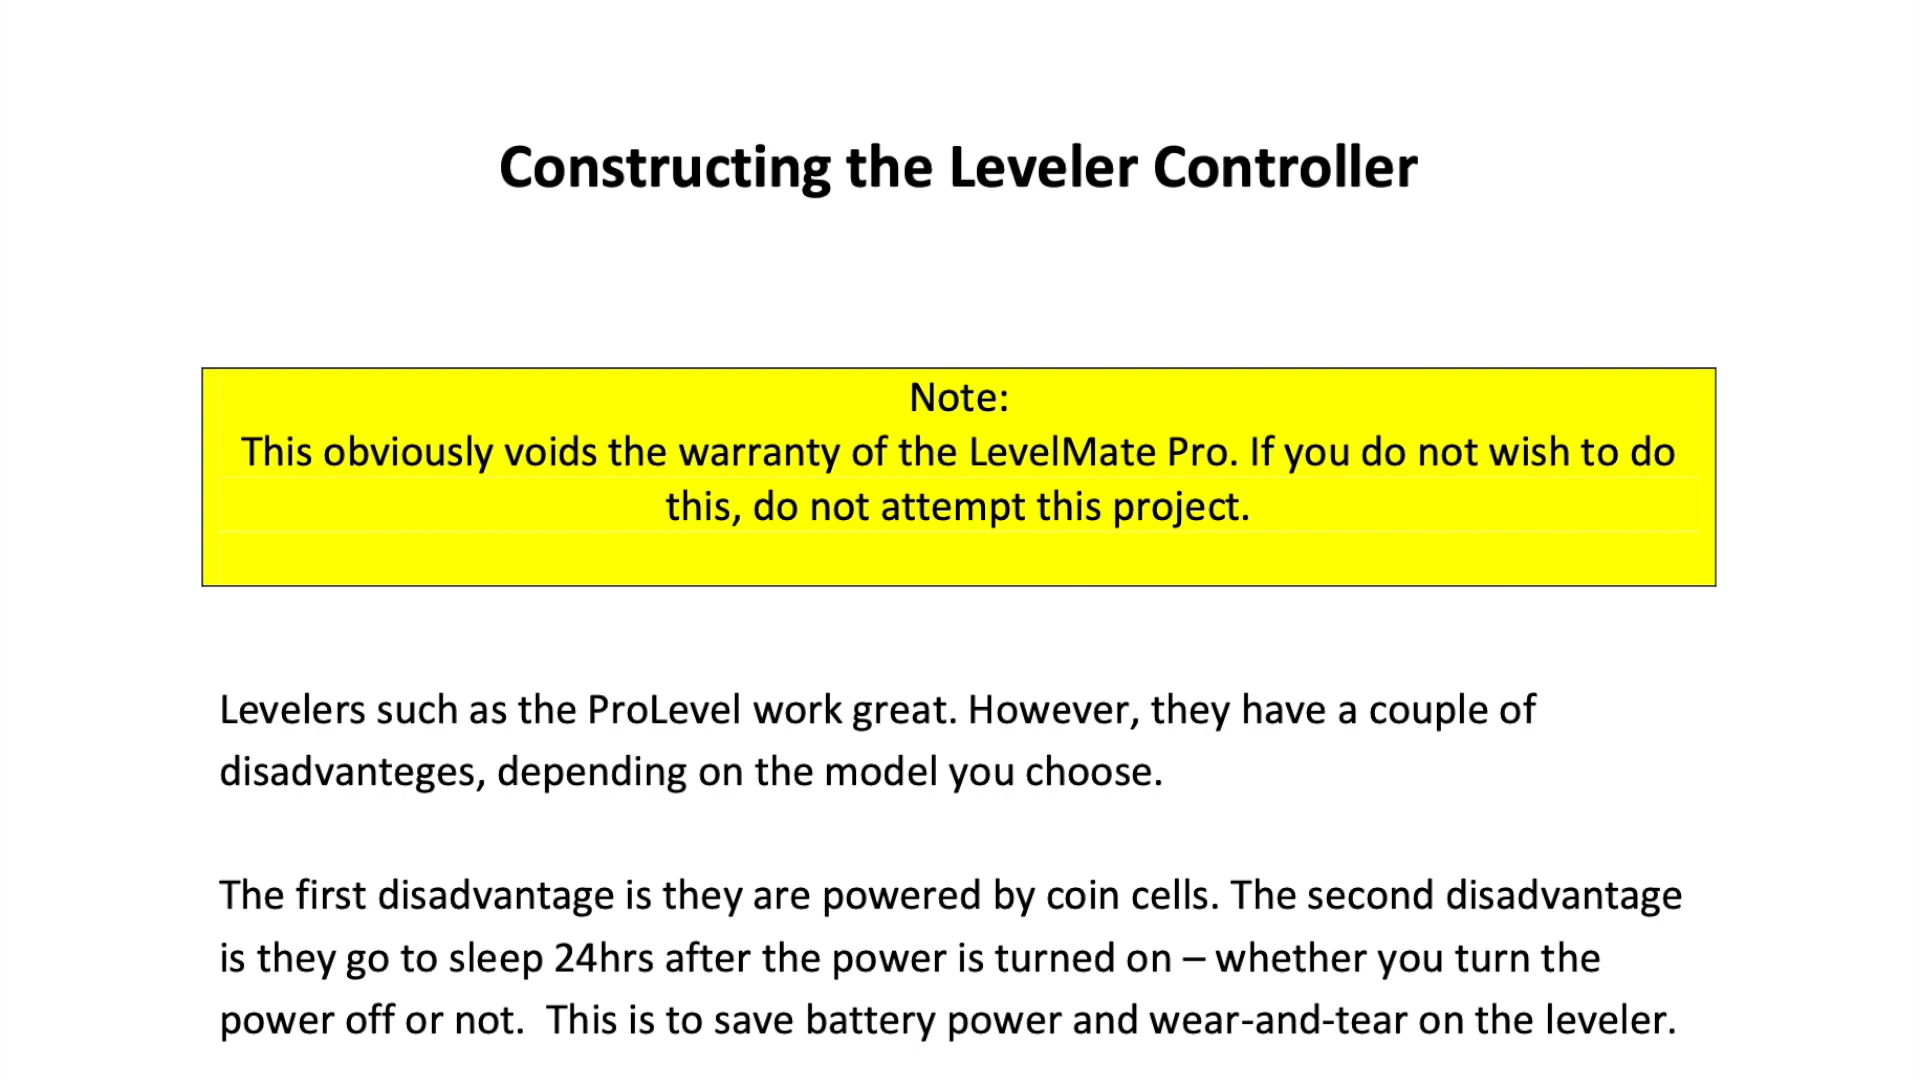 Constructing the Leveler Controller
Note:
This obviously voids the warranty of the LevelMate Pro. If you do not wish to do
this, do not attempt this project.
Levelers such as the ProLevel work great. However, they have a couple of
disadvanteges, depending on the model you choose.
The first disadvantage is they are powered by coin cells. The second disadvantage
is they go to sleep 24hrs after the power is turned on – whether you turn the
power off or not.  This is to save battery power and wear-and-tear on the leveler.